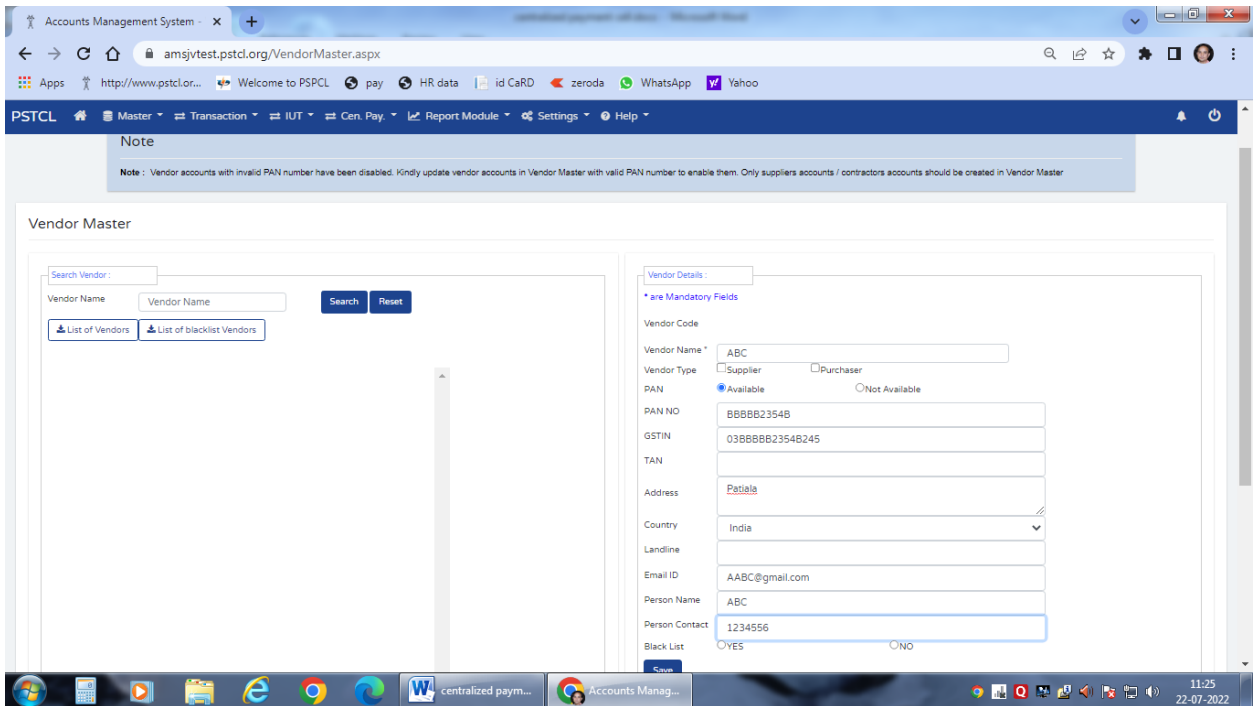 Accounts Management System -
amsjvtest.pstcl.org/VendorMaster.aspx
Apps http://www.pstcl.or... Welcome to PSPCL pay HR data id CaRD zeroda WhatsApp Yahoo
PSTCL Master Transaction IUT Cen. Pay. Report Module Settings Help
Note
Note : Vendor accounts with invalid PAN number have been disabled. Kindly update vendor accounts in Vendor Master with valid PAN number to enable them. Only suppliers accounts / contractors accounts should be created in Vendor Master
Vendor Master
Search Vendor :
Vendor Name Vendor Name Search Reset
List of Vendors List of blacklist Vendors
Vendor Details :
* are Mandatory Fields
Vendor Code
Vendor Name * ABC
Vendor Type Supplier Purchaser
PAN Available Not Available
PAN NO BBBBB2354B
GSTIN 03BBBBB2354B245
TAN
Address Patiala
Country India
Landline
Email ID AABC@gmail.com
Person Name ABC
Person Contact 1234556
Black List YES NO
Save
centralized paym... Accounts Manag... 11:25
22-07-2022